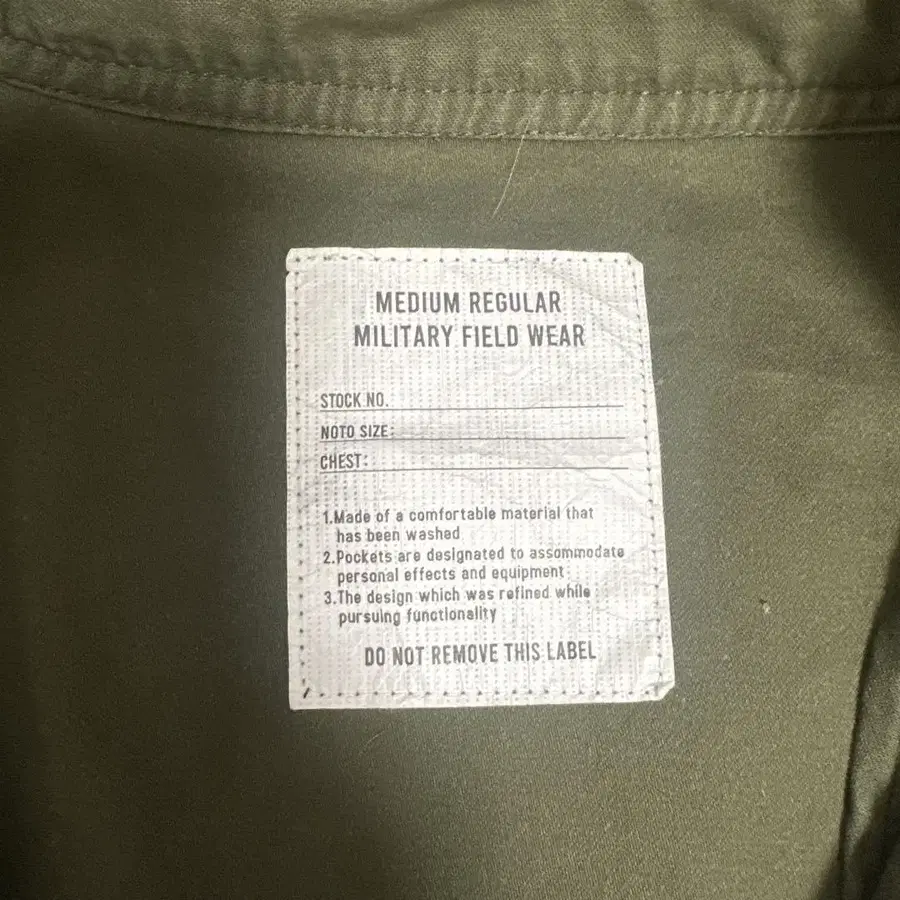 MEDIUM REGULAR
MILITARY FIELD WEAR
STOCK NO.
NOTO SIZE:
CHEST:
1.Made of a comfortable material that
has been washed
2.Pockets are designated to assommodate
personal effects and equipment
3.The design which was refined while
pursuing functionality
DO NOT REMOVE THIS LABEL